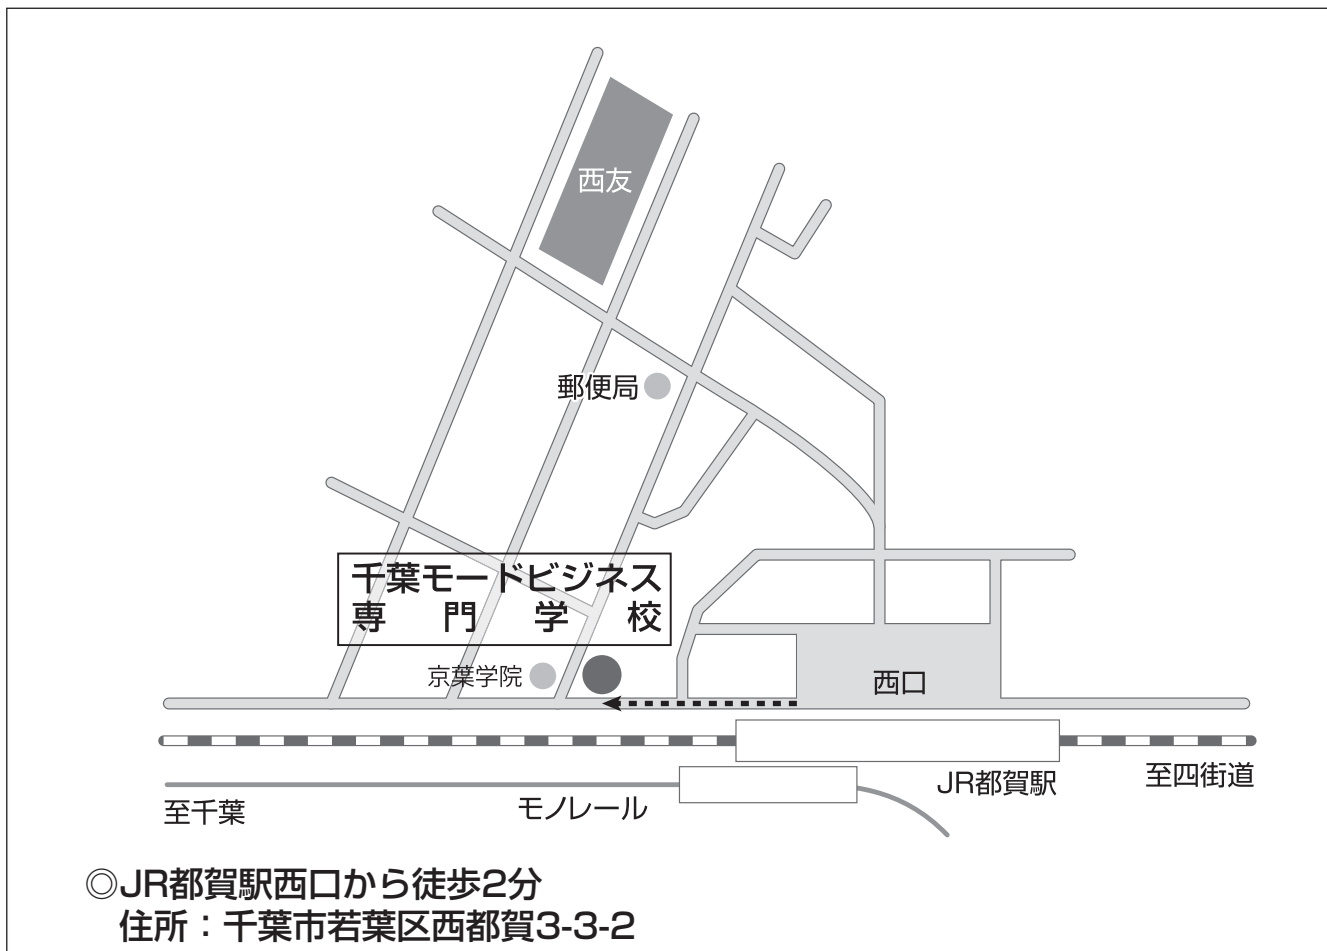 西友
郵便局
千葉モードビジネス
専門学校
京葉学院
西口
JR都賀駅
至四街道
至千葉
モノレール
◎JR都賀駅西口から徒歩2分
住所：千葉市若葉区西都賀3-3-2